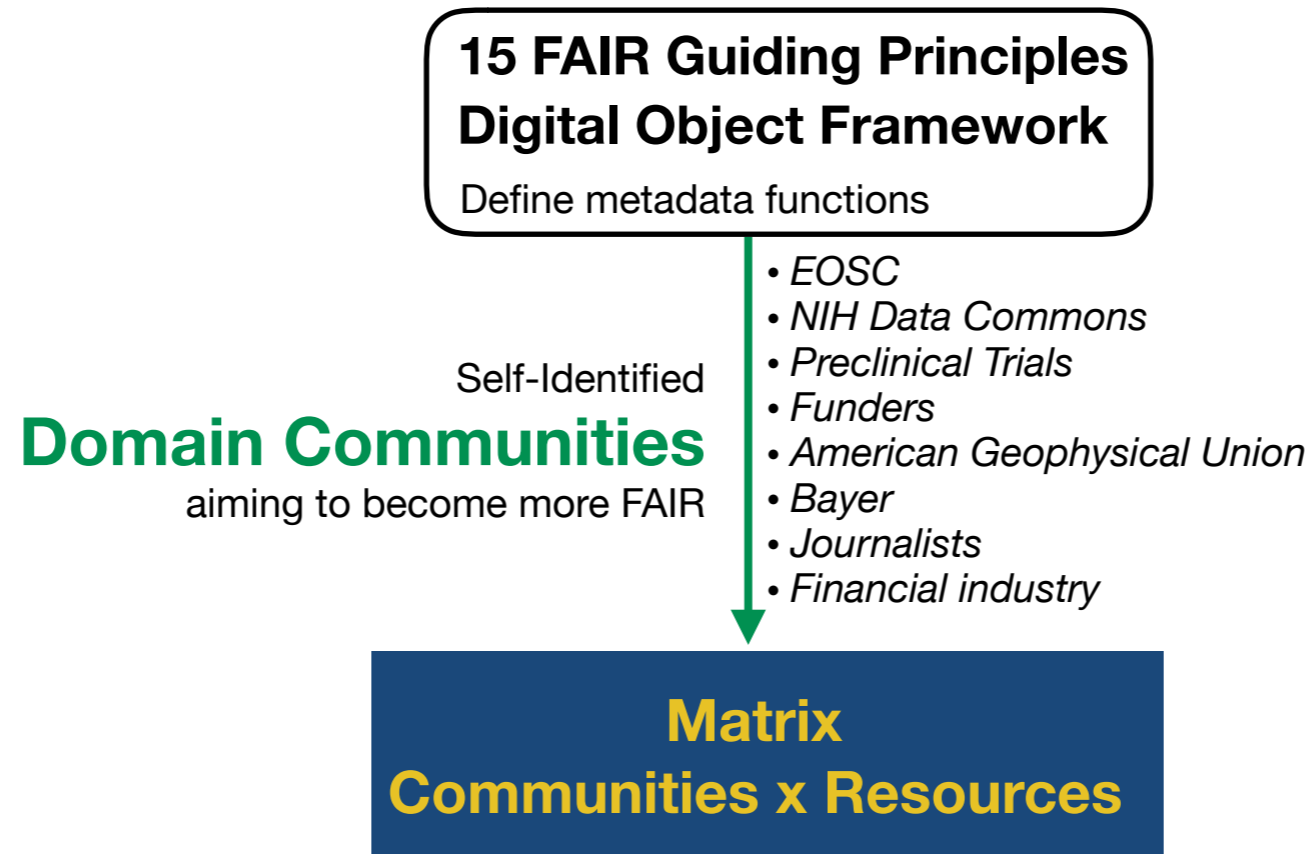 15 FAIR Guiding Principles
Digital Object Framework
Define metadata functions
Self-Identified
Domain Communities
aiming to become more FAIR
• EOSC
• NIH Data Commons
• Preclinical Trials
• Funders
• American Geophysical Union
• Bayer
• Journalists
• Financial industry
Matrix
Communities x Resources